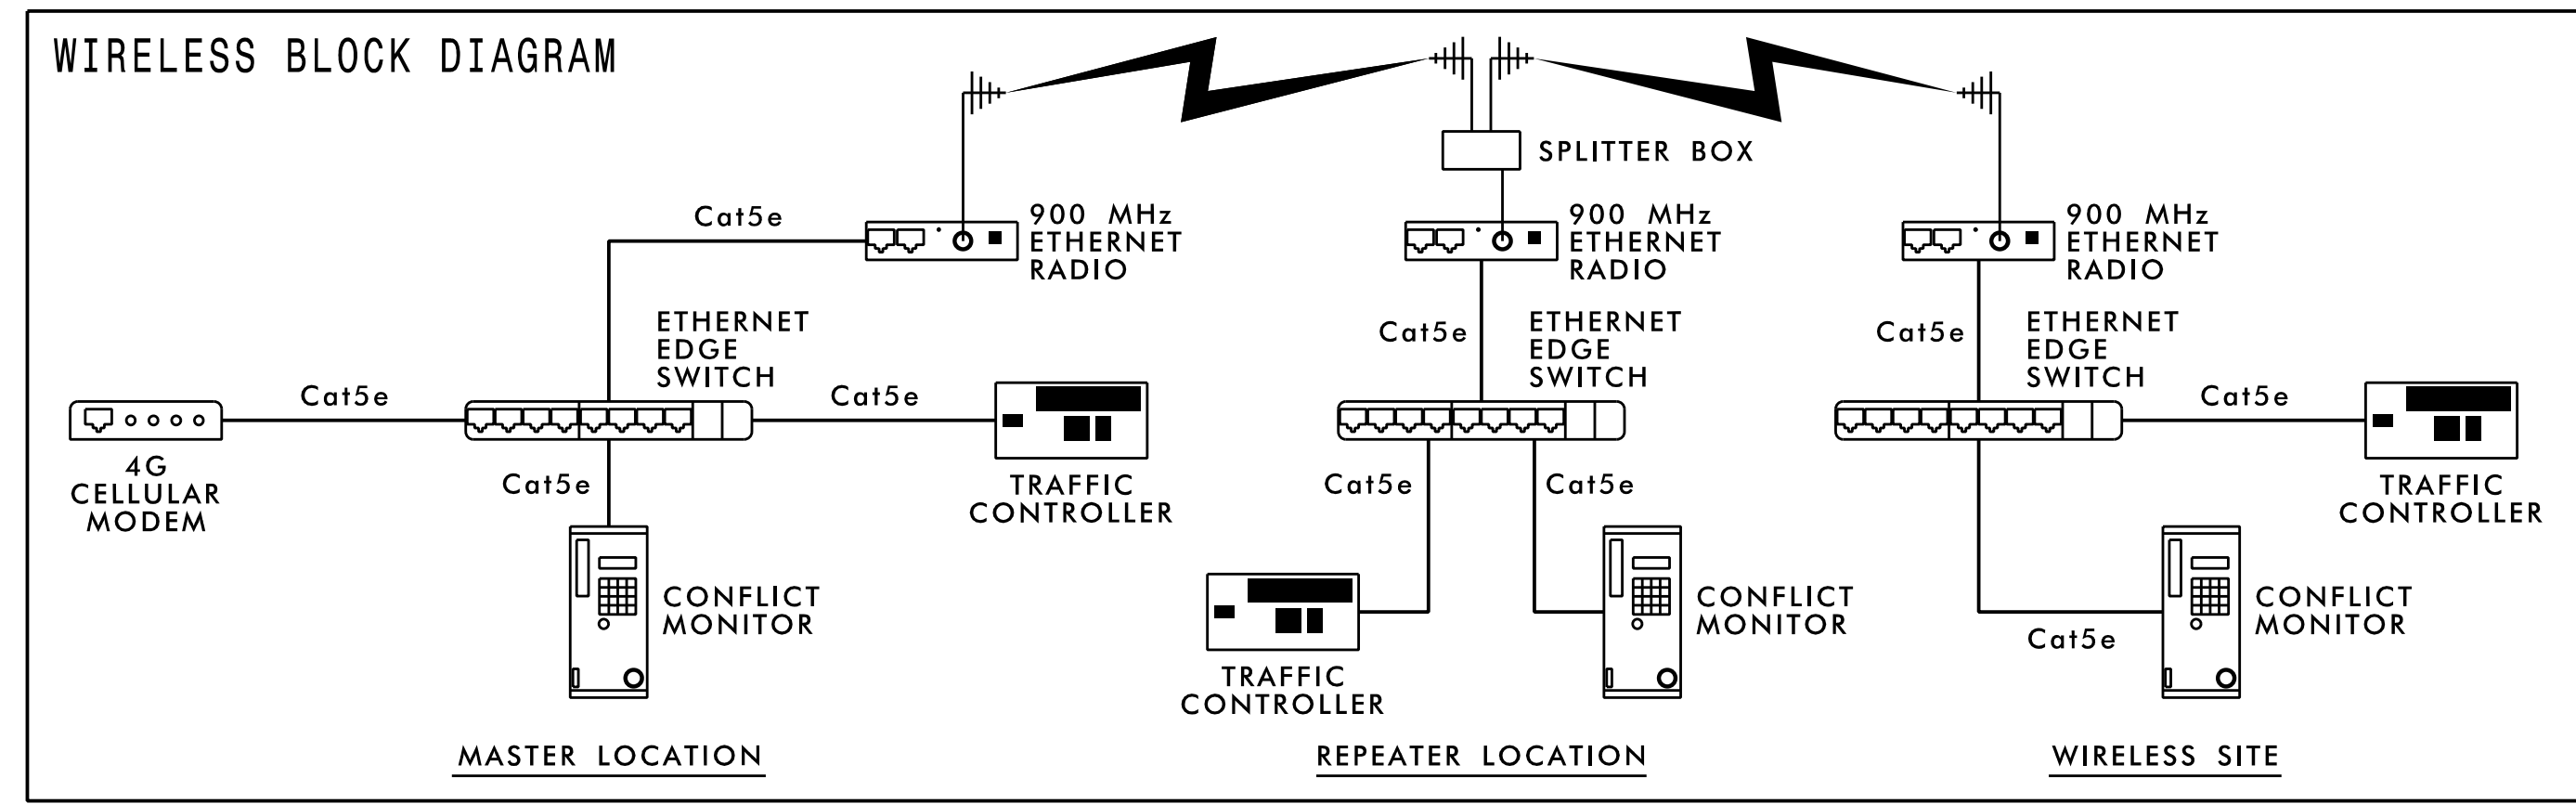 WIRELESS BLOCK DIAGRAM
SPLITTER BOX
Cat5e
900 MHz
ETHERNET
RADIO
900 MHz
ETHERNET
RADIO
900 MHz
ETHERNET
RADIO
ETHERNET
EDGE
SWITCH
Cat5e
ETHERNET
EDGE
SWITCH
Cat5e
ETHERNET
EDGE
SWITCH
Cat5e
Cat5e
Cat5e
4G
CELLULAR
MODEM
Cat5e
TRAFFIC
CONTROLLER
Cat5e
Cat5e
TRAFFIC
CONTROLLER
CONFLICT
MONITOR
CONFLICT
MONITOR
CONFLICT
MONITOR
Cat5e
TRAFFIC
CONTROLLER
MASTER LOCATION
REPEATER LOCATION
WIRELESS SITE